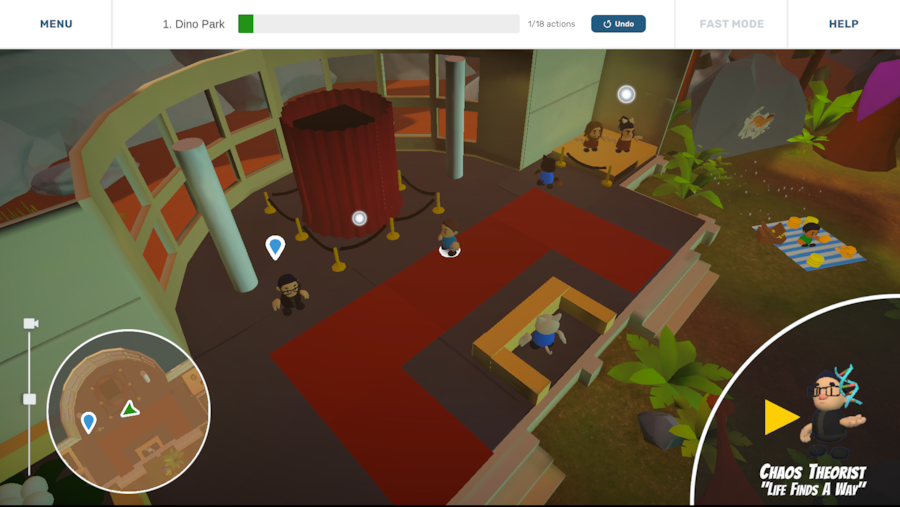 MENU
1. Dino Park
1/18 actions
Undo
FAST MODE
HELP
CHAOS THEORIST
"LIFE FINDS A WAY"